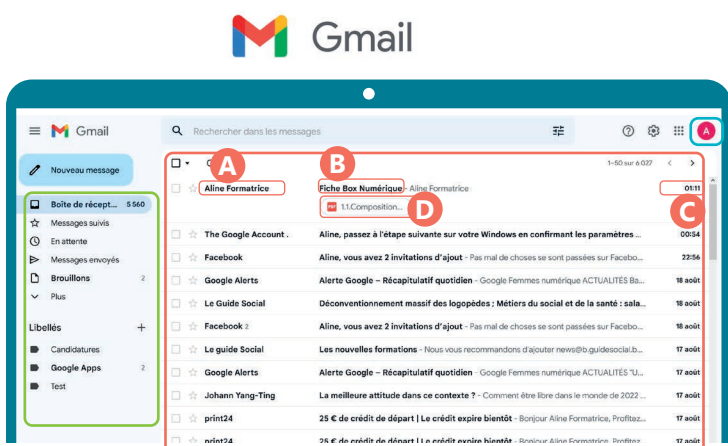 Gmail
Gmail
Rechercher dans les messages
A
Nouveau message
A
B
1–50 sur 6 027
Boîte de récept... 5 560
Messages suivis
En attente
Messages envoyés
Brouillons 2
Plus
Libellés +
Candidatures
Google Apps 2
Test
Aline Formatrice Fiche Box Numérique - Aline Formatrice 01:11
PDF 1.1.Composition... D C
The Google Account . Aline, passez à l'étape suivante sur votre Windows en confirmant les paramètres ... 00:54
Facebook Aline, vous avez 2 invitations d'ajout - Pas mal de choses se sont passées sur Facebo... 22:56
Google Alerts Alerte Google – Récapitulatif quotidien - Google Femmes numérique ACTUALITÉS Ba... 18 août
Le Guide Social Déconventionnement massif des logopèdes ; Métiers du social et de la santé : sala... 18 août
Facebook 2 Aline, vous avez 2 invitations d'ajout - Pas mal de choses se sont passées sur Facebo... 18 août
Le guide Social Les nouvelles formations - Nous vous recommandons d'ajouter news@b.guidesocial.b... 17 août
Google Alerts Alerte Google – Récapitulatif quotidien - Google Femmes numérique ACTUALITÉS "U... 17 août
Johann Yang-Ting La meilleure attitude dans ce contexte ? - Comment être libre dans le monde de 2022 ... 17 août
print24 25 € de crédit de départ | Le crédit expire bientôt - Bonjour Aline Formatrice, Profitez... 17 août
print24 25 € de crédit de départ | Le crédit expire bientôt - Bonjour Aline Formatrice, Profitez... 17 août